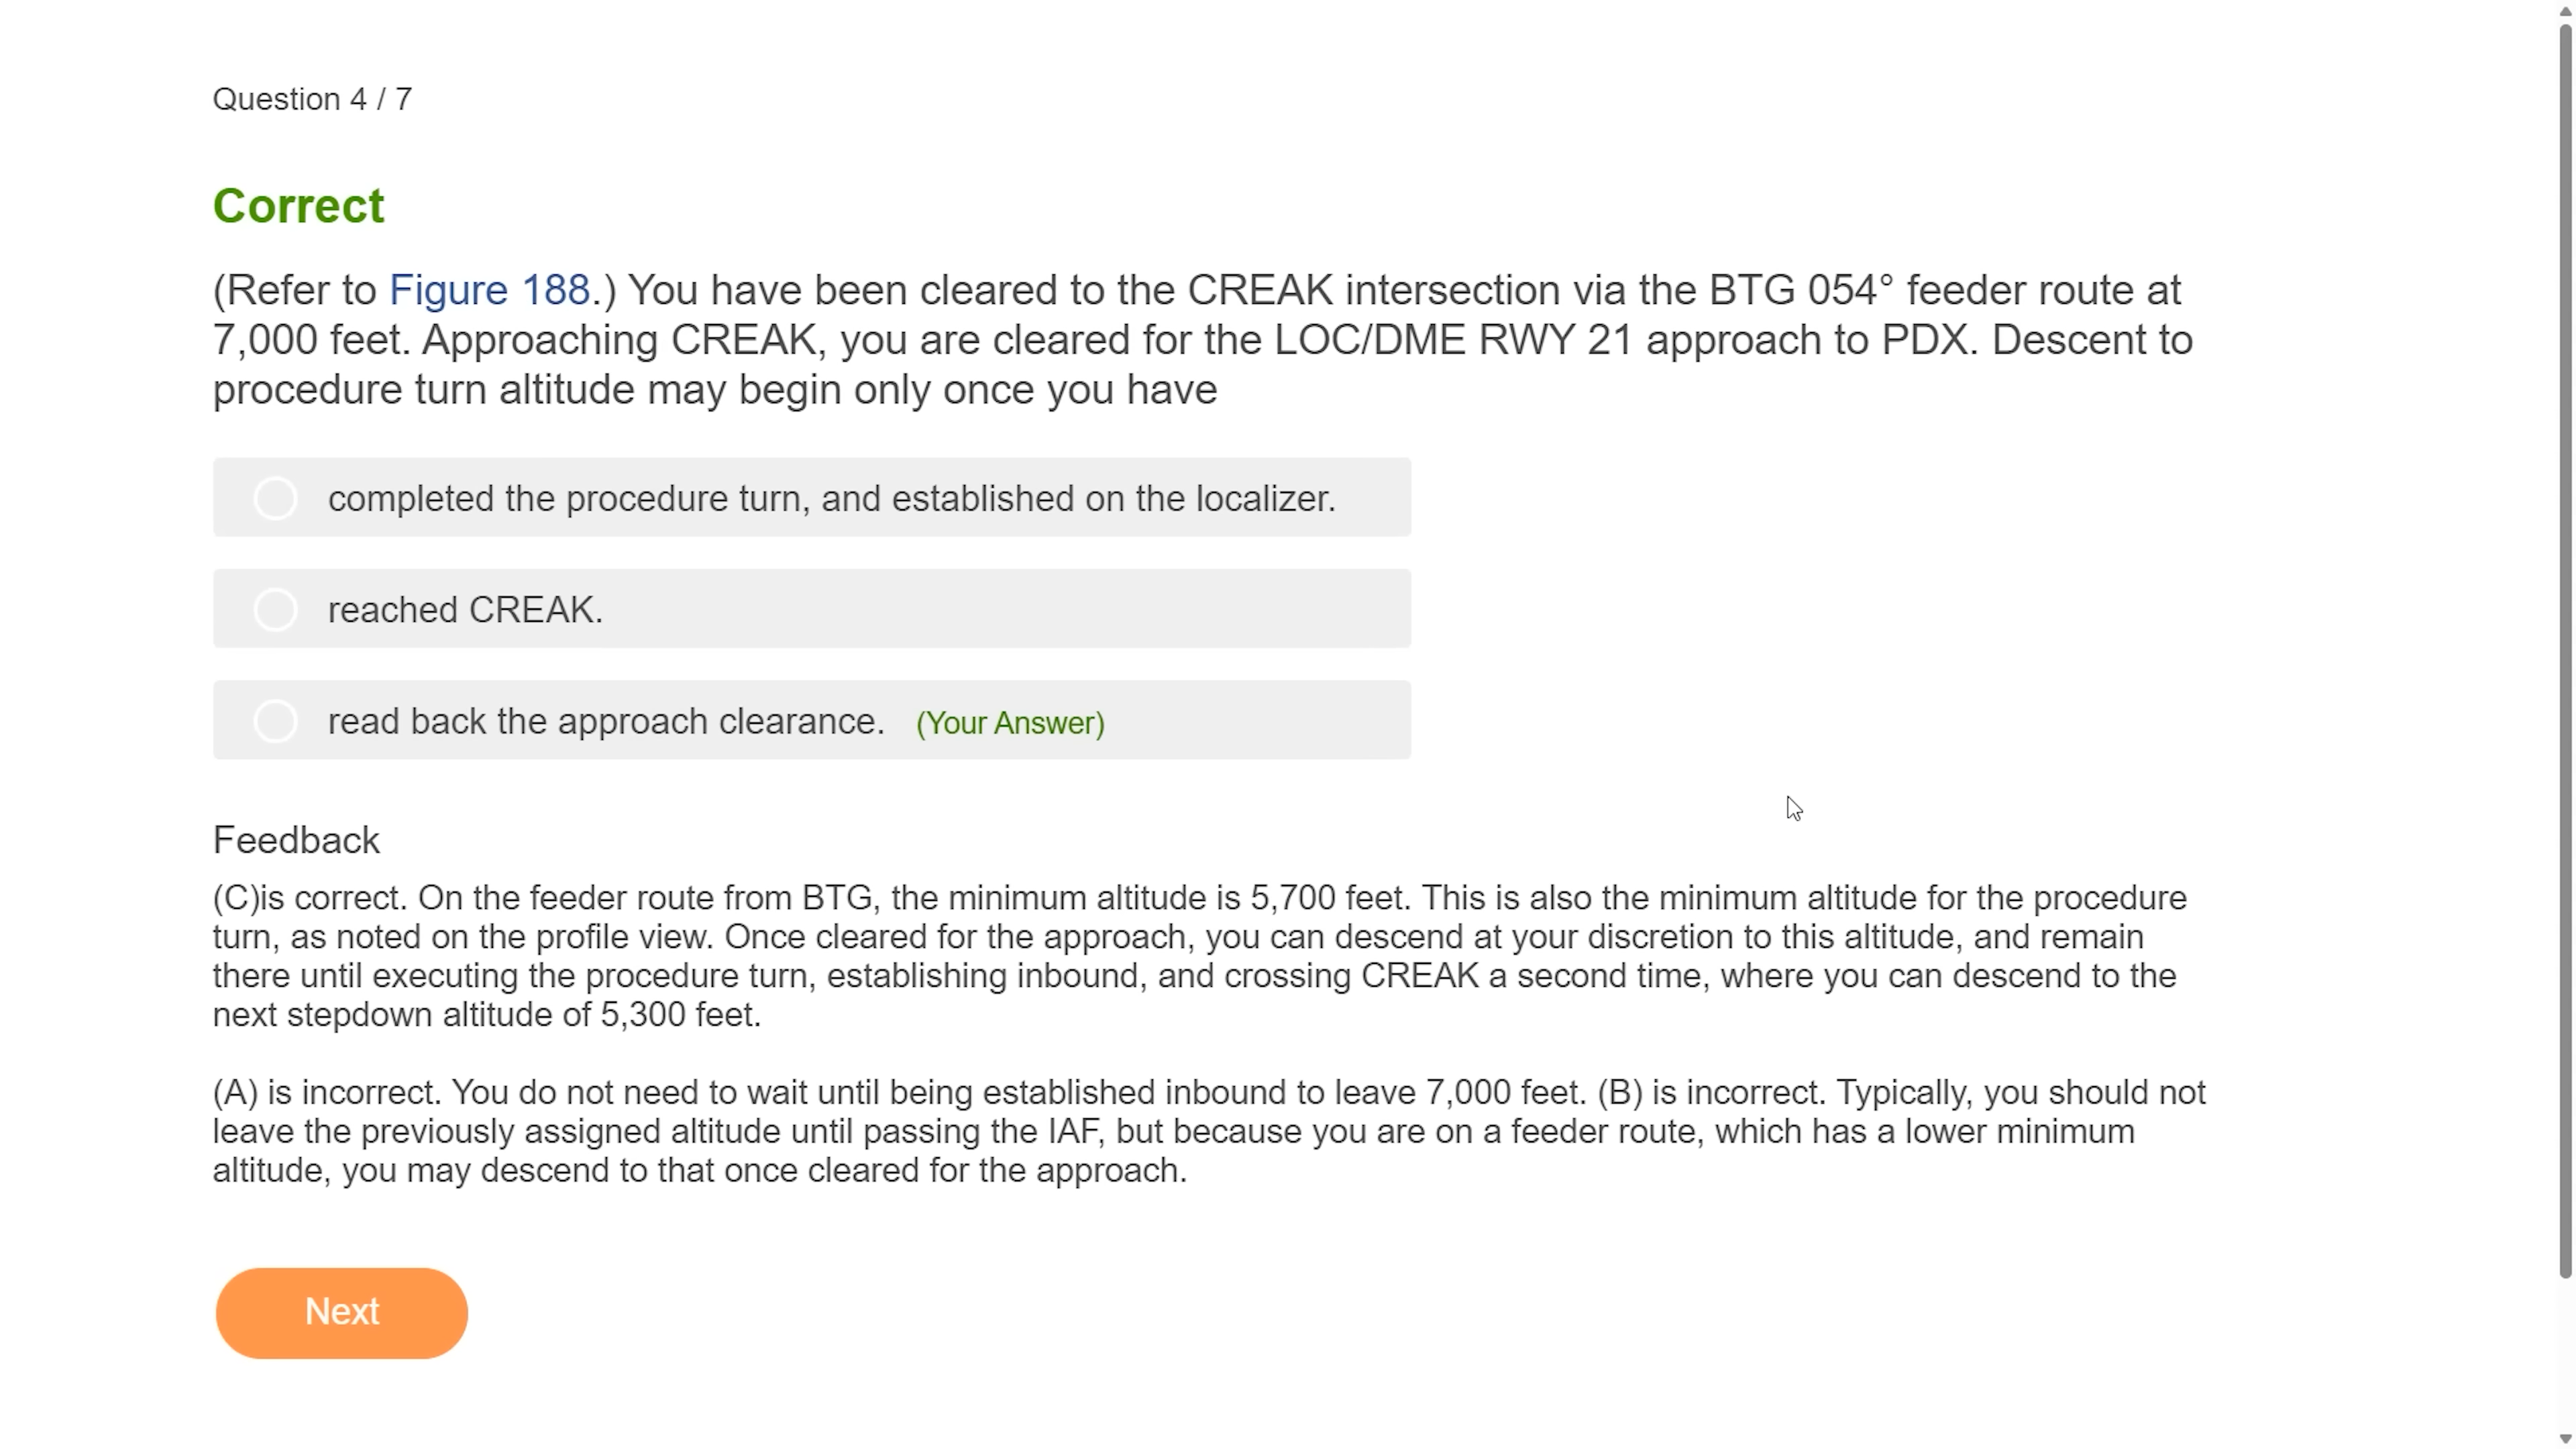 Question 4 / 7
Correct
(Refer to Figure 188.) You have been cleared to the CREAK intersection via the BTG 054° feeder route at
7,000 feet. Approaching CREAK, you are cleared for the LOC/DME RWY 21 approach to PDX. Descent to
procedure turn altitude may begin only once you have
completed the procedure turn, and established on the localizer.
reached CREAK.
read back the approach clearance. (Your Answer)
Feedback
(C)is correct. On the feeder route from BTG, the minimum altitude is 5,700 feet. This is also the minimum altitude for the procedure
turn, as noted on the profile view. Once cleared for the approach, you can descend at your discretion to this altitude, and remain
there until executing the procedure turn, establishing inbound, and crossing CREAK a second time, where you can descend to the
next stepdown altitude of 5,300 feet.
(A) is incorrect. You do not need to wait until being established inbound to leave 7,000 feet. (B) is incorrect. Typically, you should not
leave the previously assigned altitude until passing the IAF, but because you are on a feeder route, which has a lower minimum
altitude, you may descend to that once cleared for the approach.
Next